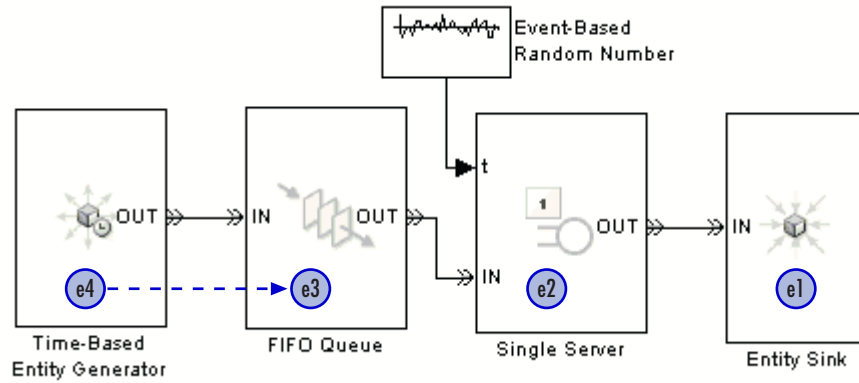 Event-Based
Random Number
OUT
IN
OUT
t
IN
1
OUT
IN
e4
e3
e2
e1
Time-Based
Entity Generator
FIFO Queue
Single Server
Entity Sink